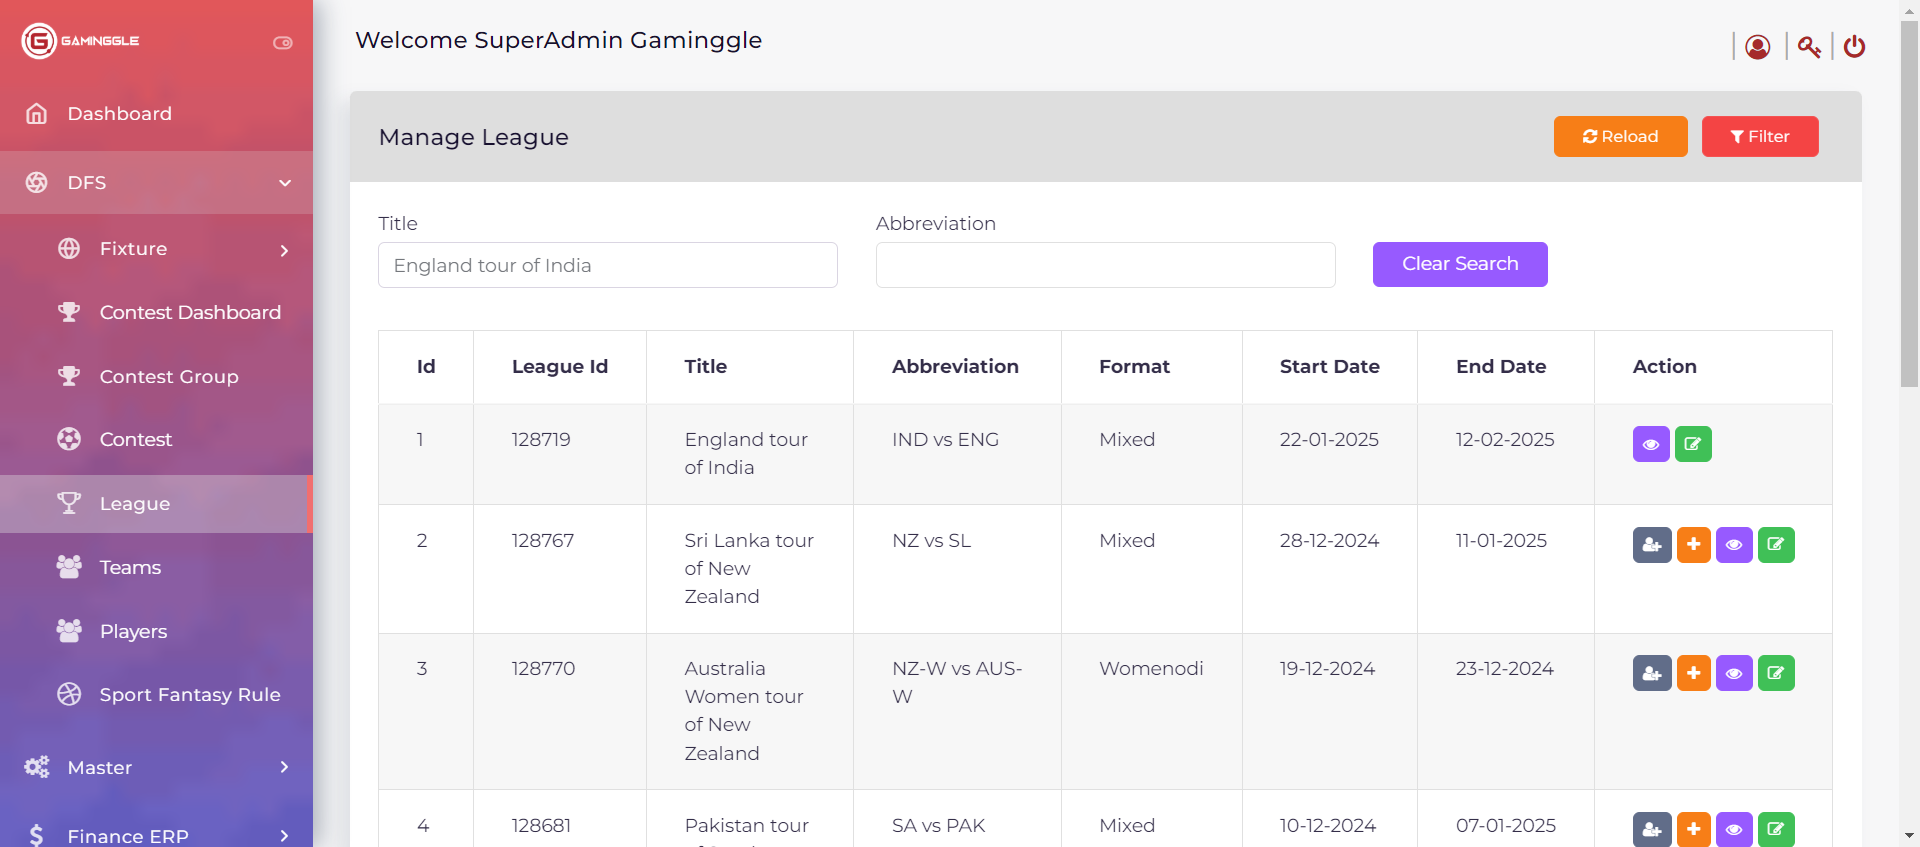 GAMINGGLE
Dashboard
DFS
Fixture
Contest Dashboard
Contest Group
Contest
League
Teams
Players
Sport Fantasy Rule
Master
Finance ERP
Welcome SuperAdmin Gaminggle
Manage League
Reload
Filter
Title
Abbreviation
England tour of India
Clear Search
Id League Id Title Abbreviation Format Start Date End Date Action
1 128719 England tour IND vs ENG Mixed 22-01-2025 12-02-2025
of India
2 128767 Sri Lanka tour NZ vs SL Mixed 28-12-2024 11-01-2025
of New
Zealand
3 128770 Australia NZ-W vs AUS- Womenodi 19-12-2024 23-12-2024
Women tour W
of New
Zealand
4 128681 Pakistan tour SA vs PAK Mixed 10-12-2024 07-01-2025